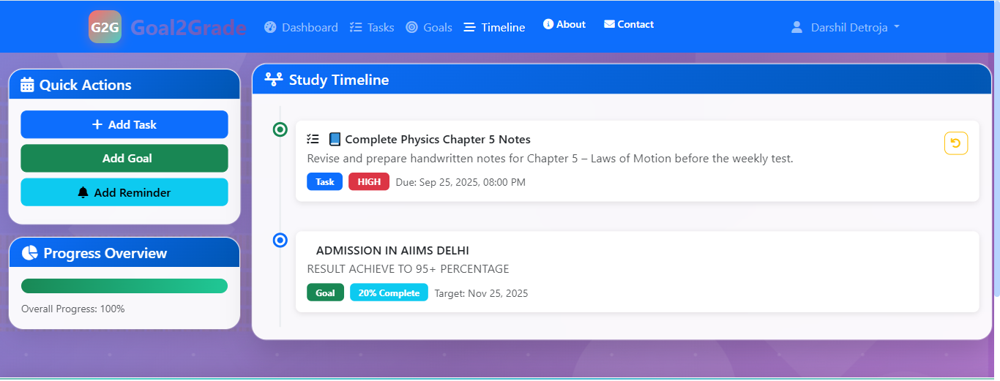 G2G Goal2Grade Dashboard Tasks Goals Timeline About Contact Darshil Detroja
Quick Actions
Add Task
Add Goal
Add Reminder
Progress Overview
Overall Progress: 100%
Study Timeline
Complete Physics Chapter 5 Notes
Revise and prepare handwritten notes for Chapter 5 – Laws of Motion before the weekly test.
Task HIGH Due: Sep 25, 2025, 08:00 PM
ADMISSION IN AIIMS DELHI
RESULT ACHIEVE TO 95+ PERCENTAGE
Goal 20% Complete Target: Nov 25, 2025